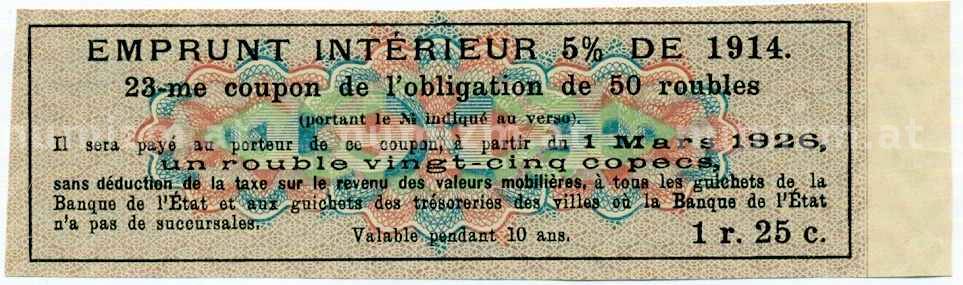 EMPRUNT INTÉRIEUR 5% DE 1914.
23-me coupon de l'obligation de 50 roubles
(portant le № indiqué au verso).
Il sera payé au porteur de ce coupon, à partir du 1 Mars 1926,
un rouble vingt-cinq copecs,
sans déduction de la taxe sur le revenu des valeurs mobilières, à tous les guichets de la
Banque de l'État et aux guichets des trésoreries des villes où la Banque de l'État
n'a pas de succursales.
Valable pendant 10 ans.
1 r. 25 c.